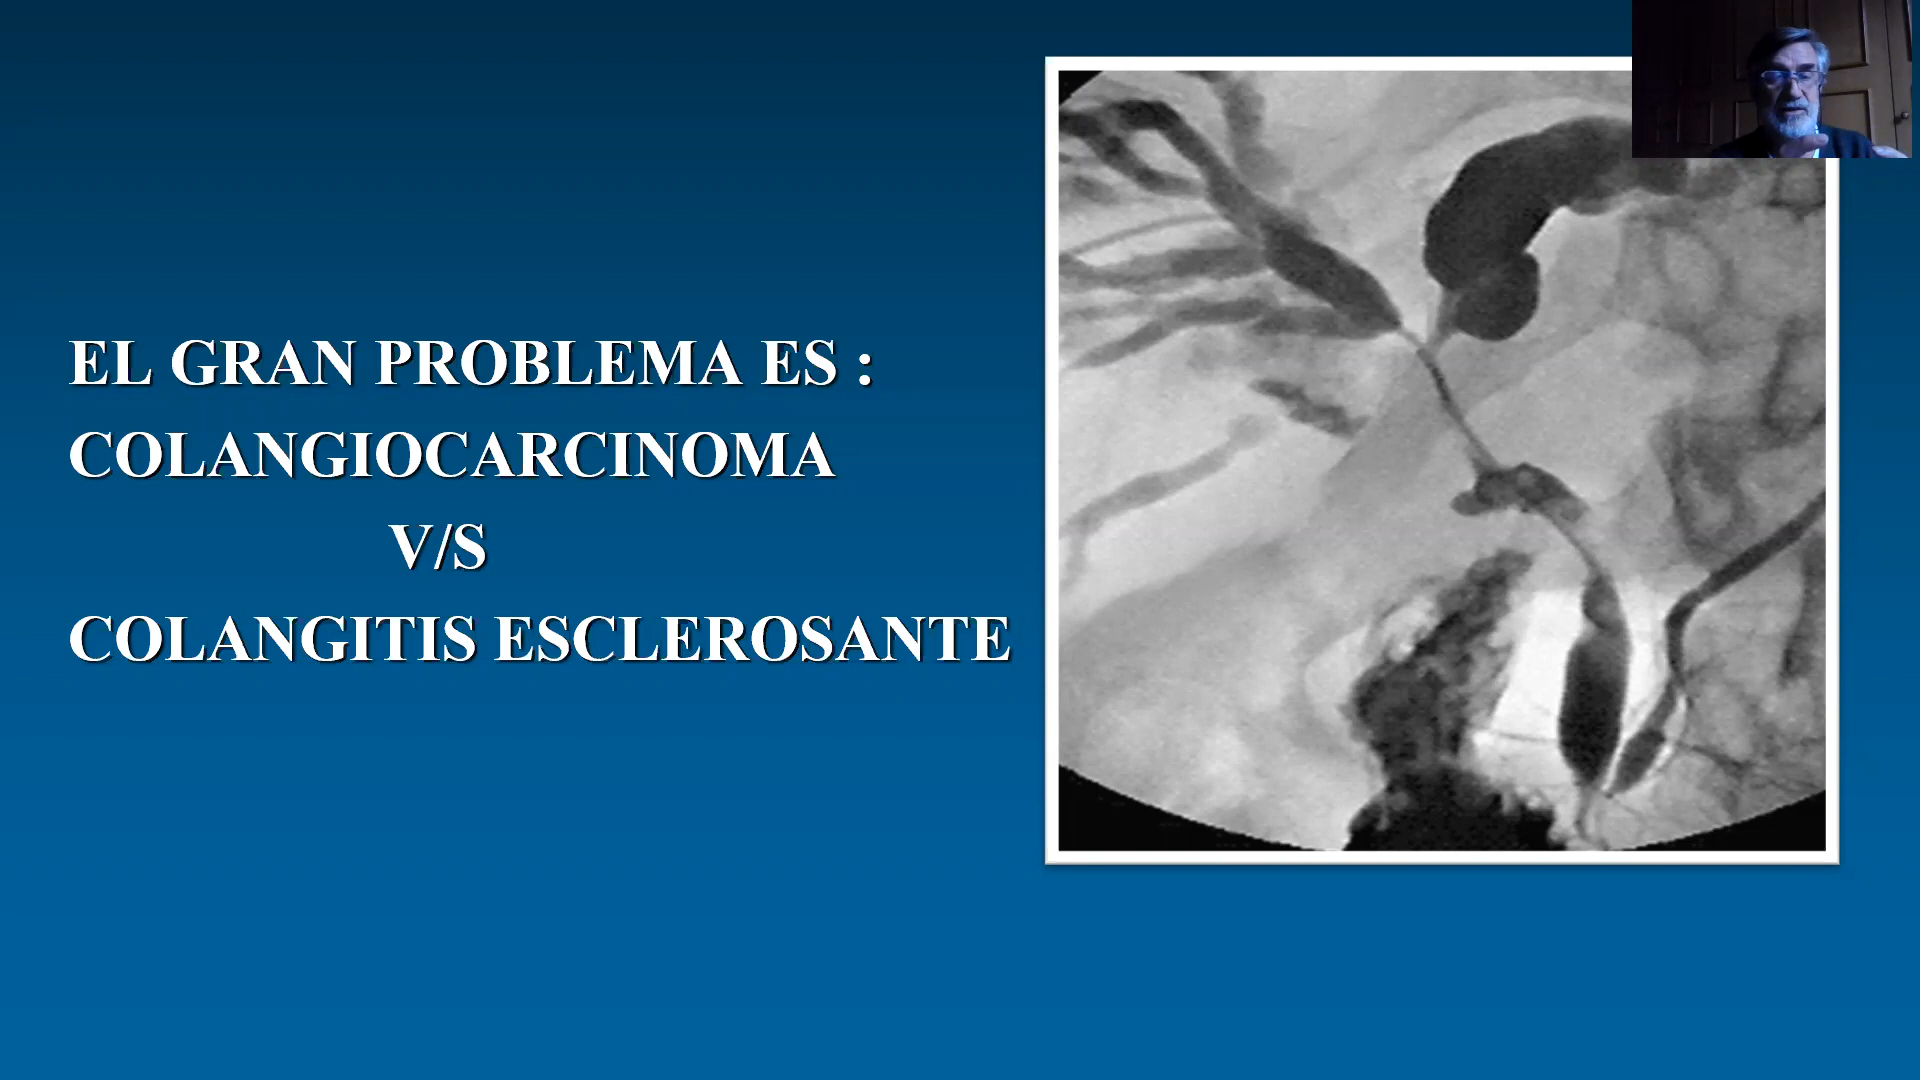 EL GRAN PROBLEMA ES :
COLANGIOCARCINOMA
V/S
COLANGITIS ESCLEROSANTE